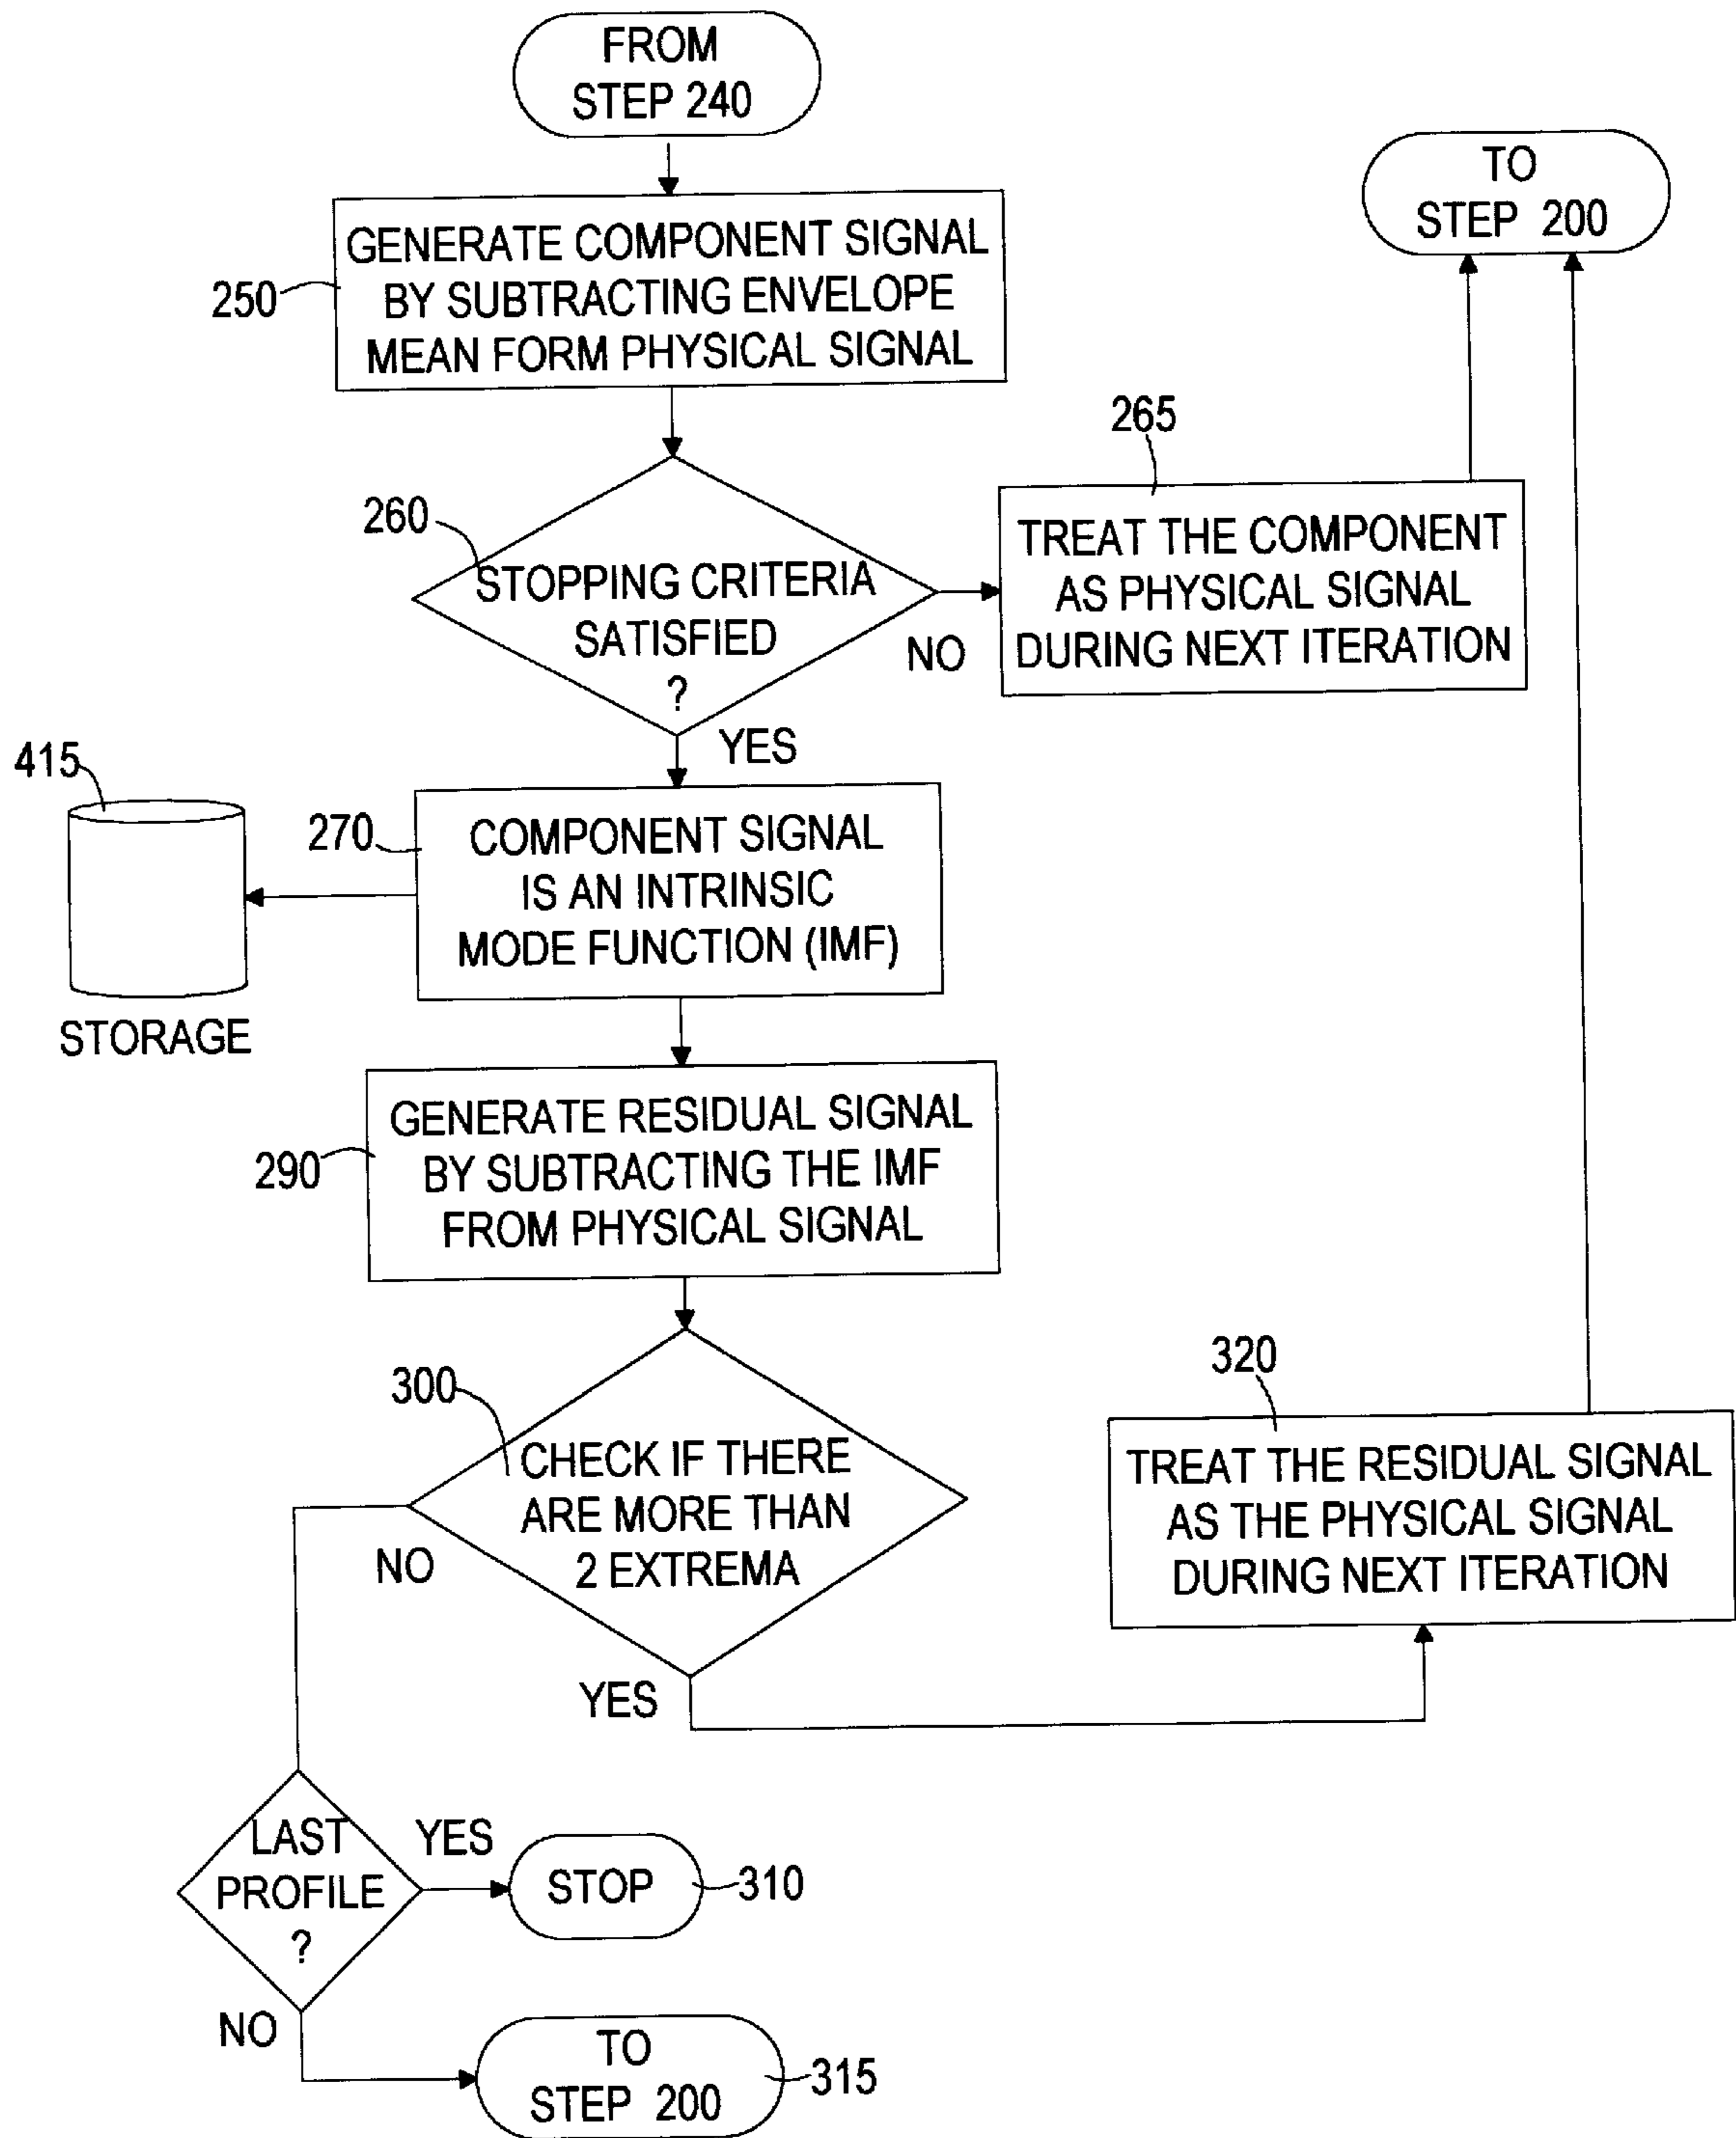 FROM
STEP 240
TO
STEP 200
250
GENERATE COMPONENT SIGNAL
BY SUBTRACTING ENVELOPE
MEAN FORM PHYSICAL SIGNAL
265
260
STOPPING CRITERIA
SATISFIED
?
NO
TREAT THE COMPONENT
AS PHYSICAL SIGNAL
DURING NEXT ITERATION
YES
415
STORAGE
270
COMPONENT SIGNAL
IS AN INTRINSIC
MODE FUNCTION (IMF)
290
GENERATE RESIDUAL SIGNAL
BY SUBTRACTING THE IMF
FROM PHYSICAL SIGNAL
300
CHECK IF THERE
ARE MORE THAN
2 EXTREMA
NO
YES
320
TREAT THE RESIDUAL SIGNAL
AS THE PHYSICAL SIGNAL
DURING NEXT ITERATION
LAST
PROFILE
?
YES
STOP
310
NO
TO
STEP 200
315